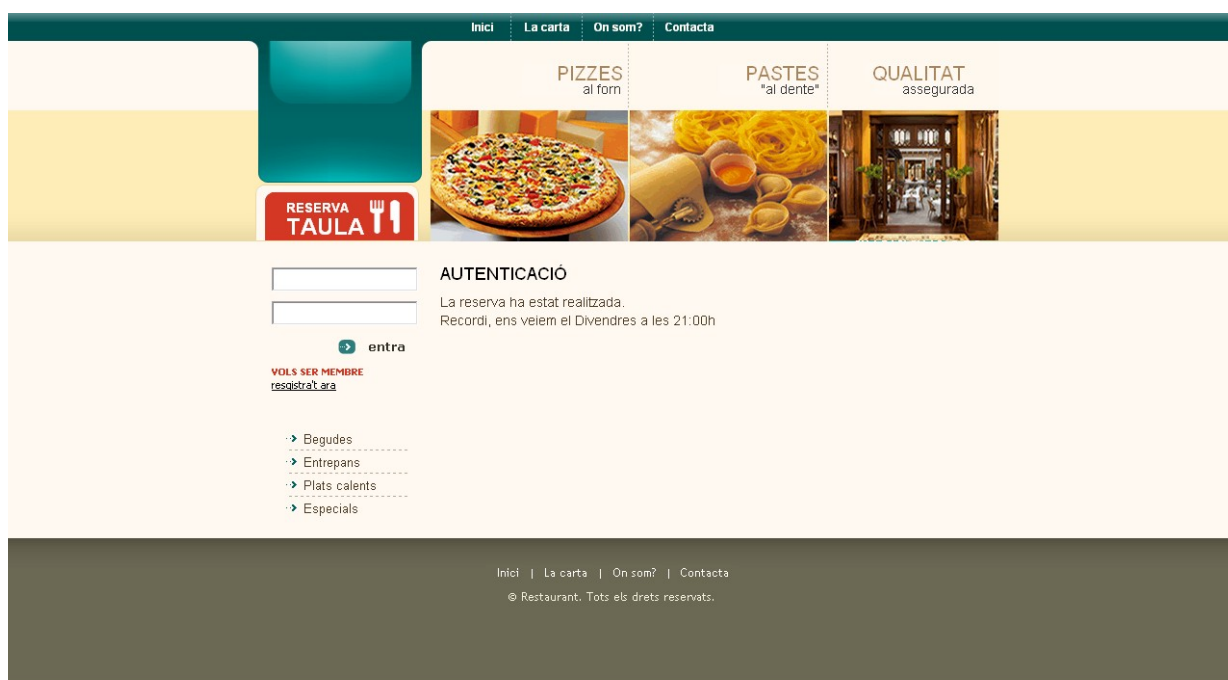 Inici La carta On som? Contacta
PIZZES
al forn
PASTES
"al dente"
QUALITAT
assegurada
RESERVA
TAULA
AUTENTICACIÓ
La reserva ha estat realitzada.
Recordi, ens veiem el Divendres a les 21:00h
entra
VOLS SER MEMBRE
resgistra't ara
Begudes
Entrepans
Plats calents
Especials
Inici | La carta | On som? | Contacta
© Restaurant. Tots els drets reservats.